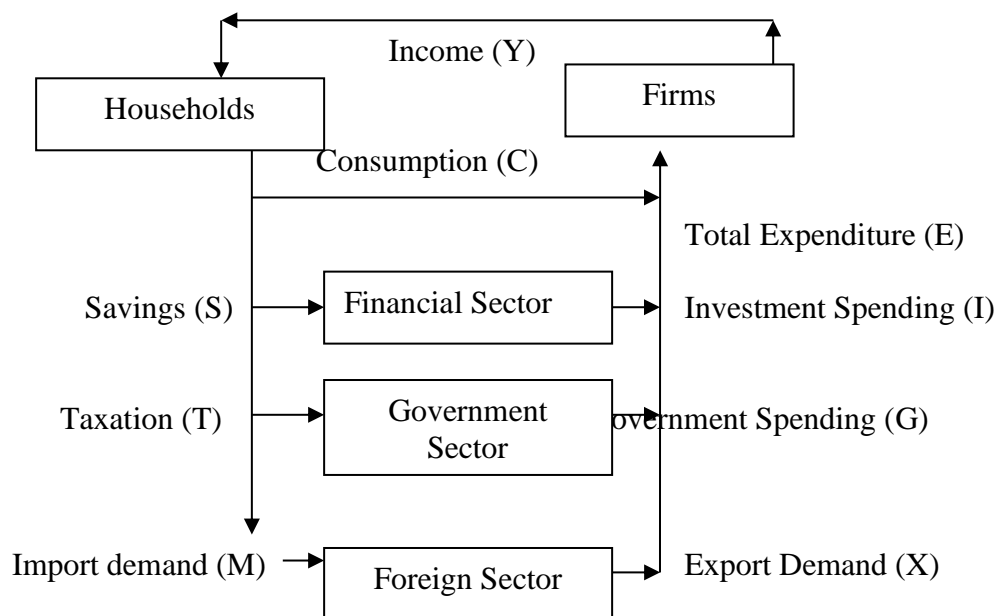 Income (Y)
Households
Firms
Consumption (C)
Total Expenditure (E)
Savings (S)
Financial Sector
Investment Spending (I)
Taxation (T)
Government
Sector
overnment Spending (G)
Import demand (M)
Foreign Sector
Export Demand (X)